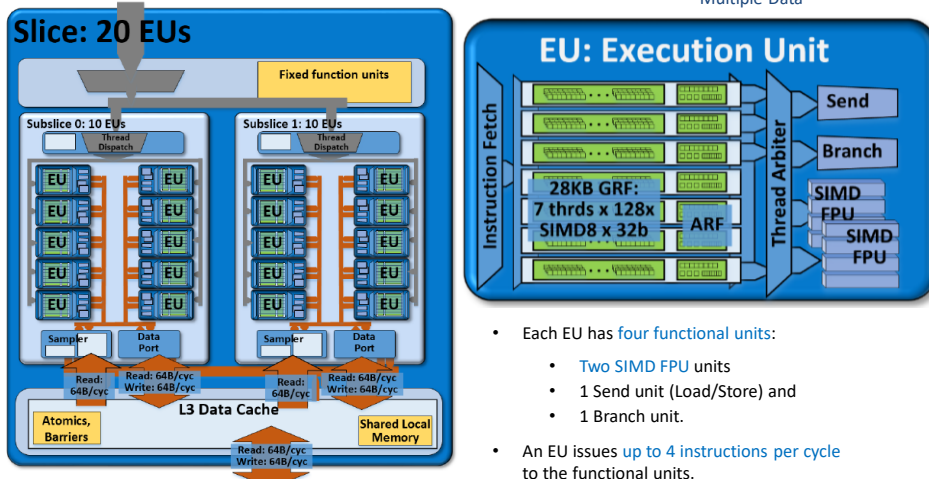 Multiple Data
Slice: 20 EUs
Fixed function units
Subslice 0: 10 EUs
Thread
Dispatch
EU
EU
EU
EU
EU
EU
EU
EU
EU
EU
Sampler
Data
Port
Subslice 1: 10 EUs
Thread
Dispatch
EU
EU
EU
EU
EU
EU
EU
EU
EU
EU
Sampler
Data
Port
Read:
64B/cyc
Read: 64B/cyc
Write: 64B/cyc
Read:
64B/cyc
Read: 64B/cyc
Write: 64B/cyc
L3 Data Cache
Atomics,
Barriers
Shared Local
Memory
Read: 64B/cyc
Write: 64B/cyc
EU: Execution Unit
Instruction Fetch
28KB GRF:
7 thrds x 128x
SIMD8 x 32b
ARF
Thread Arbiter
Send
Branch
SIMD
FPU
SIMD
FPU
• Each EU has four functional units:
• Two SIMD FPU units
• 1 Send unit (Load/Store) and
• 1 Branch unit.
• An EU issues up to 4 instructions per cycle
to the functional units.